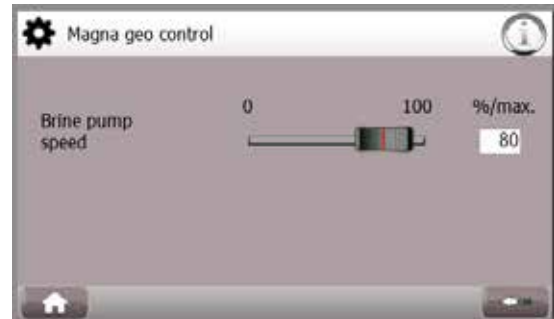 Magna geo control
0 100 %/max.
Brine pump
speed
80